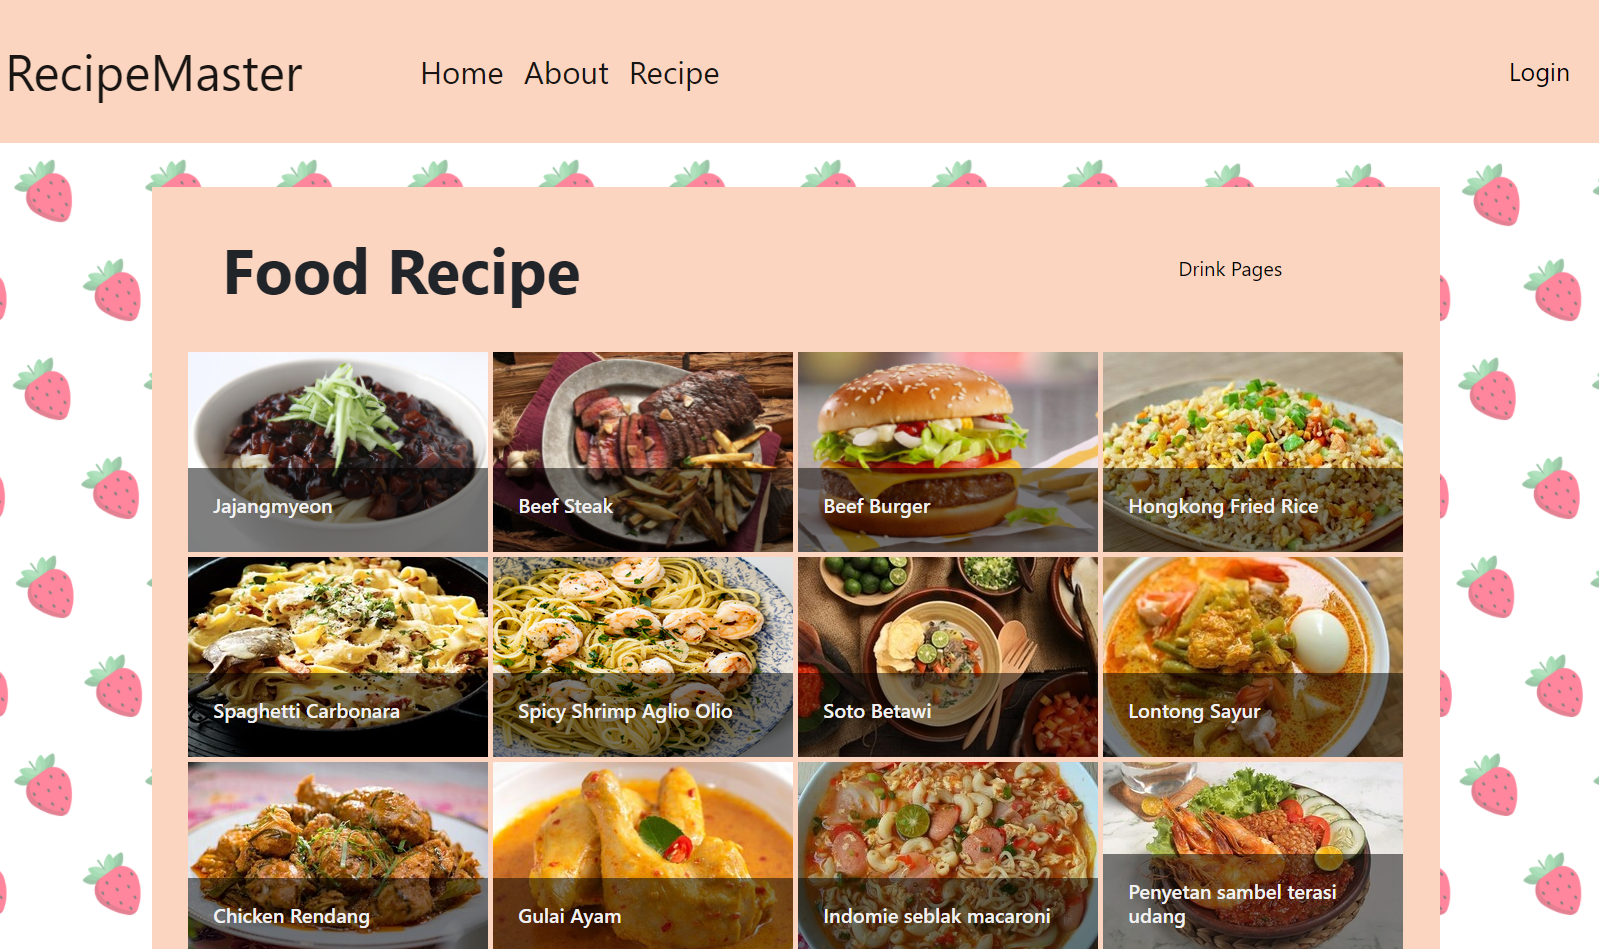 RecipeMaster
Home About Recipe
Login
Food Recipe
Drink Pages
Jajangmyeon
Beef Steak
Beef Burger
Hongkong Fried Rice
Spaghetti Carbonara
Spicy Shrimp Aglio Olio
Soto Betawi
Lontong Sayur
Chicken Rendang
Gulai Ayam
Indomie seblak macaroni
Penyetan sambel terasi
udang